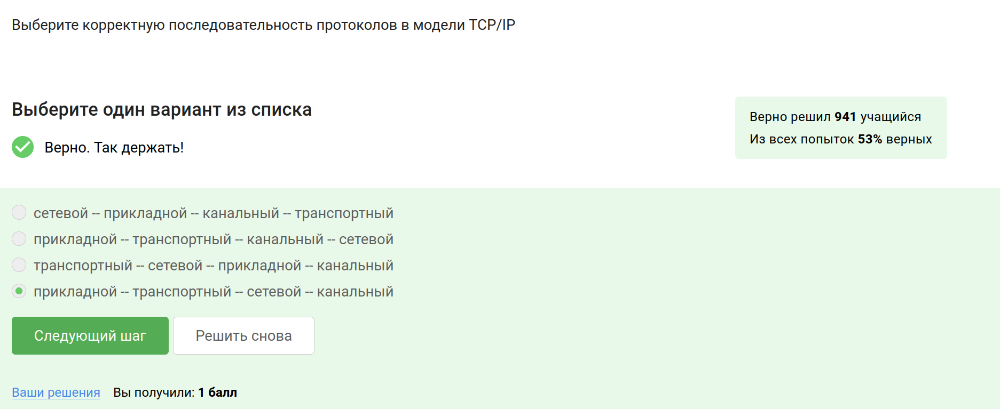 Выберите корректную последовательность протоколов в модели TCP/IP
Выберите один вариант из списка
Верно. Так держать!
Верно решил 941 учащийся
Из всех попыток 53% верных
сетевой -- прикладной -- канальный -- транспортный
прикладной -- транспортный -- канальный -- сетевой
транспортный -- сетевой -- прикладной -- канальный
прикладной -- транспортный -- сетевой -- канальный
Следующий шаг
Решить снова
Ваши решения Вы получили: 1 балл